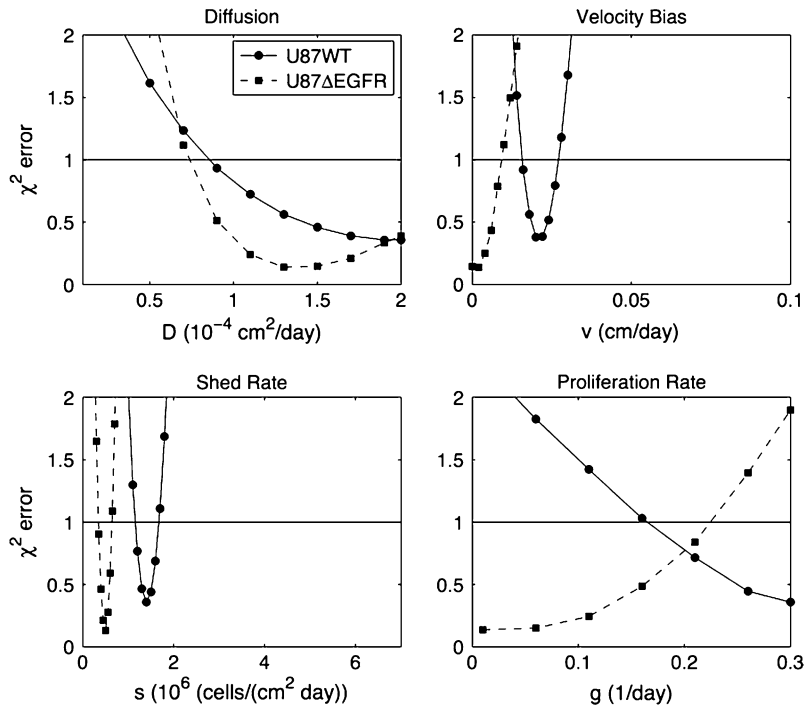 Diffusion
2
1.5
1
0.5
0
χ² error
0.5 1 1.5 2
D (10⁻⁴ cm²/day)
U87WT
U87ΔEGFR
Velocity Bias
2
1.5
1
0.5
0
0 0.05 0.1
v (cm/day)
Shed Rate
2
1.5
1
0.5
0
χ² error
0 2 4 6
s (10⁶ (cells/(cm² day))
Proliferation Rate
2
1.5
1
0.5
0
0 0.1 0.2 0.3
g (1/day)